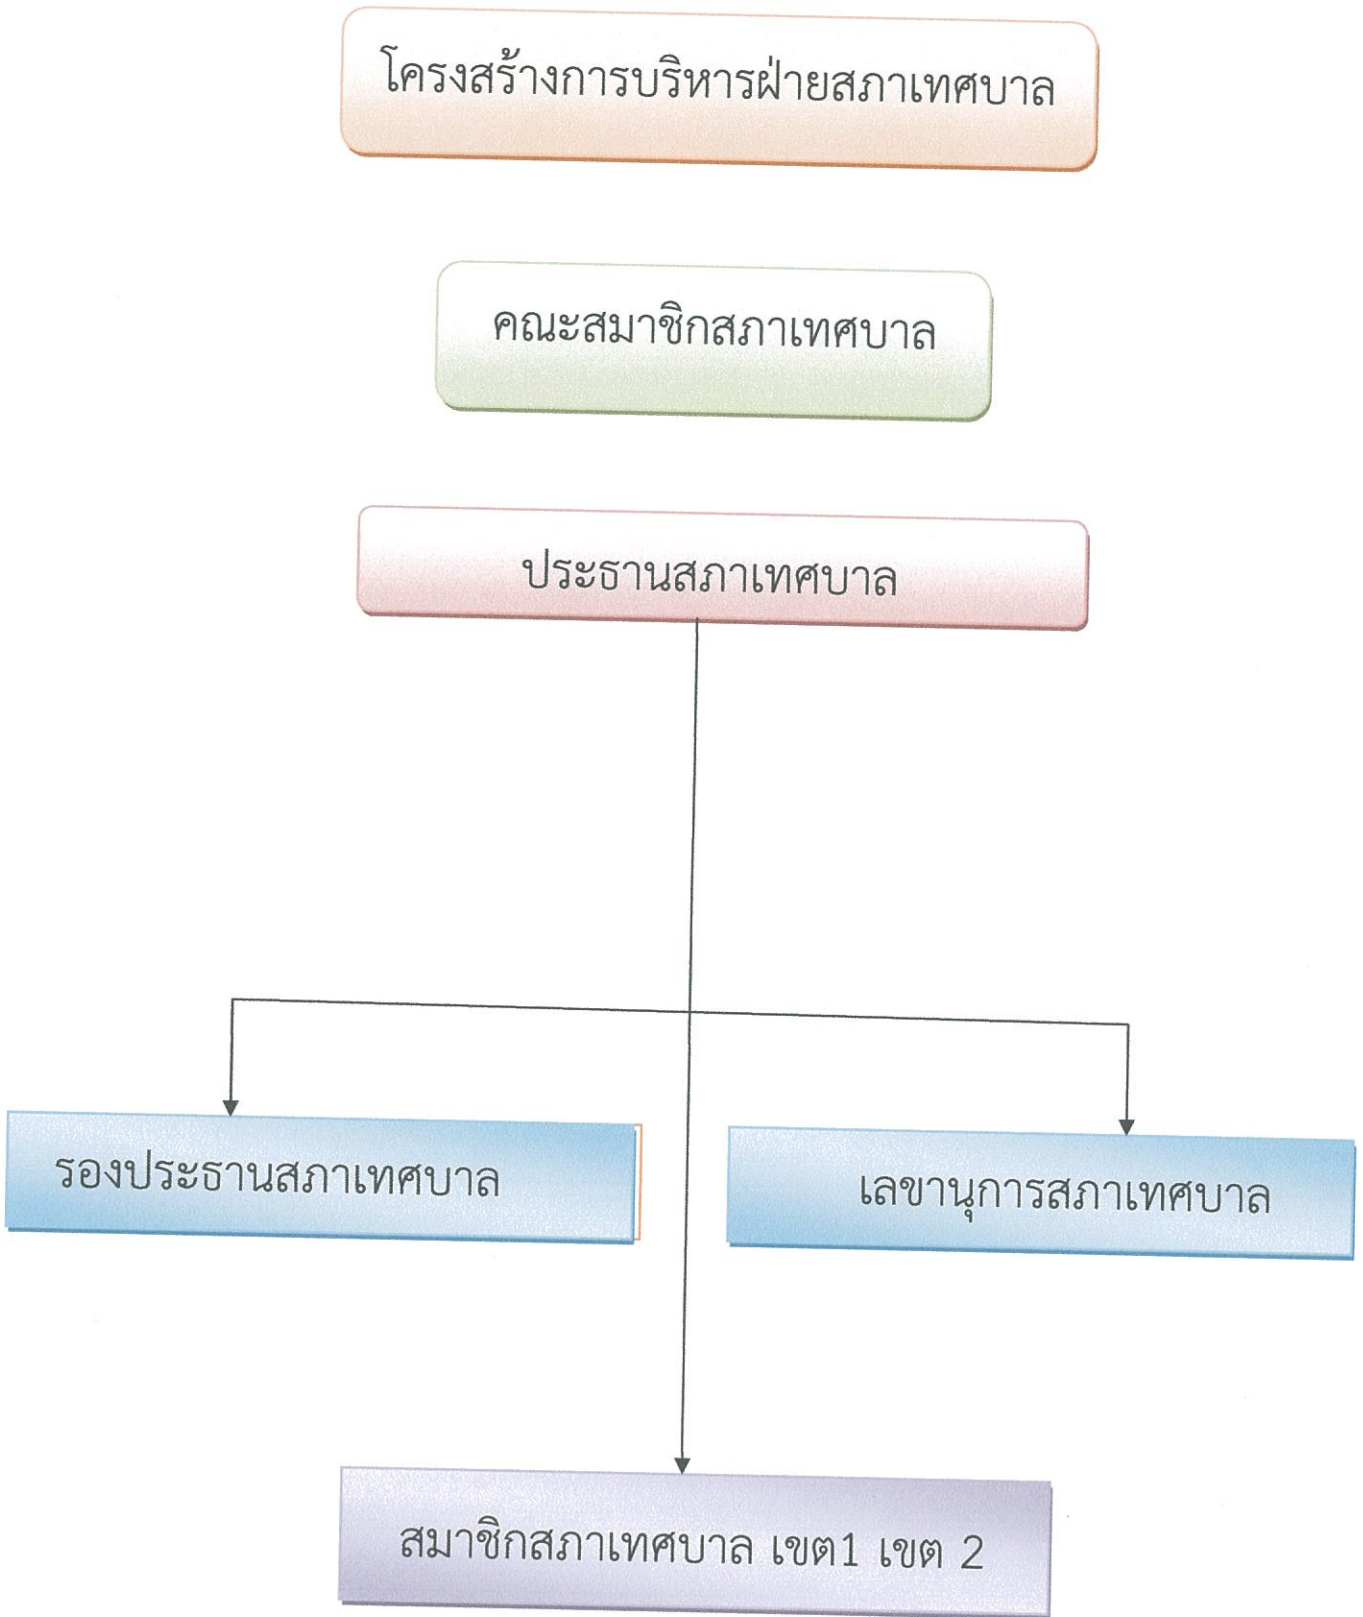 โครงสร้างการบริหารฝ่ายสภาเทศบาล
คณะสมาชิกสภาเทศบาล
ประธานสภาเทศบาล
รองประธานสภาเทศบาล
เลขานุการสภาเทศบาล
สมาชิกสภาเทศบาล เขต1 เขต 2